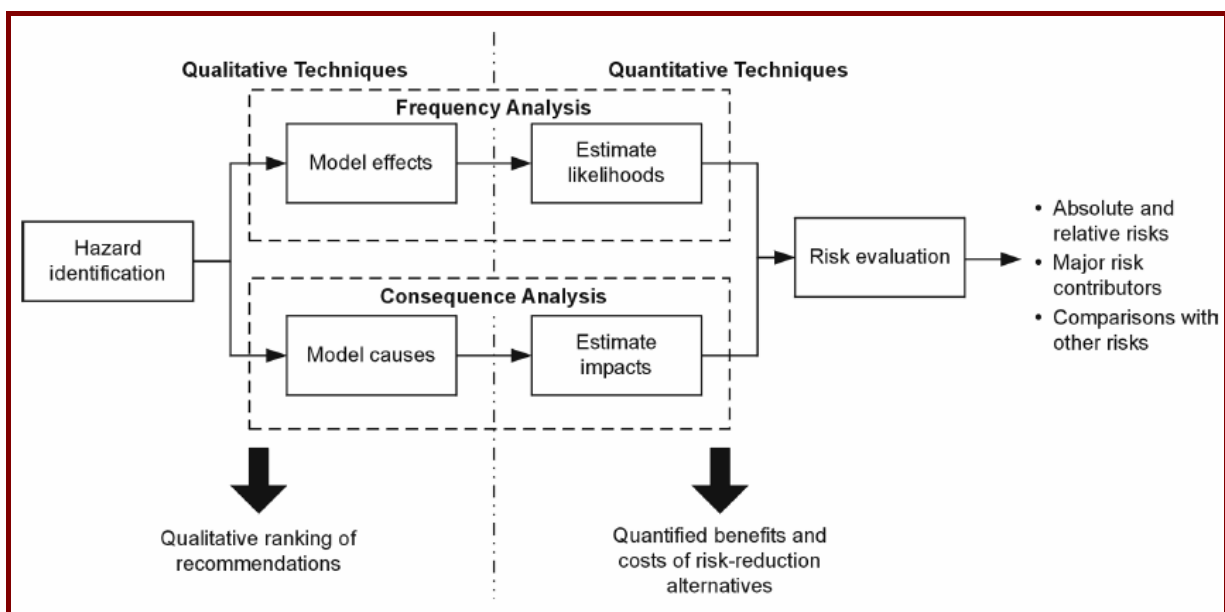 Qualitative Techniques
Quantitative Techniques
Frequency Analysis
Model effects
Estimate
likelihoods
Hazard
identification
Risk evaluation
• Absolute and
relative risks
• Major risk
contributors
• Comparisons with
other risks
Consequence Analysis
Model causes
Estimate
impacts
Qualitative ranking of
recommendations
Quantified benefits and
costs of risk-reduction
alternatives